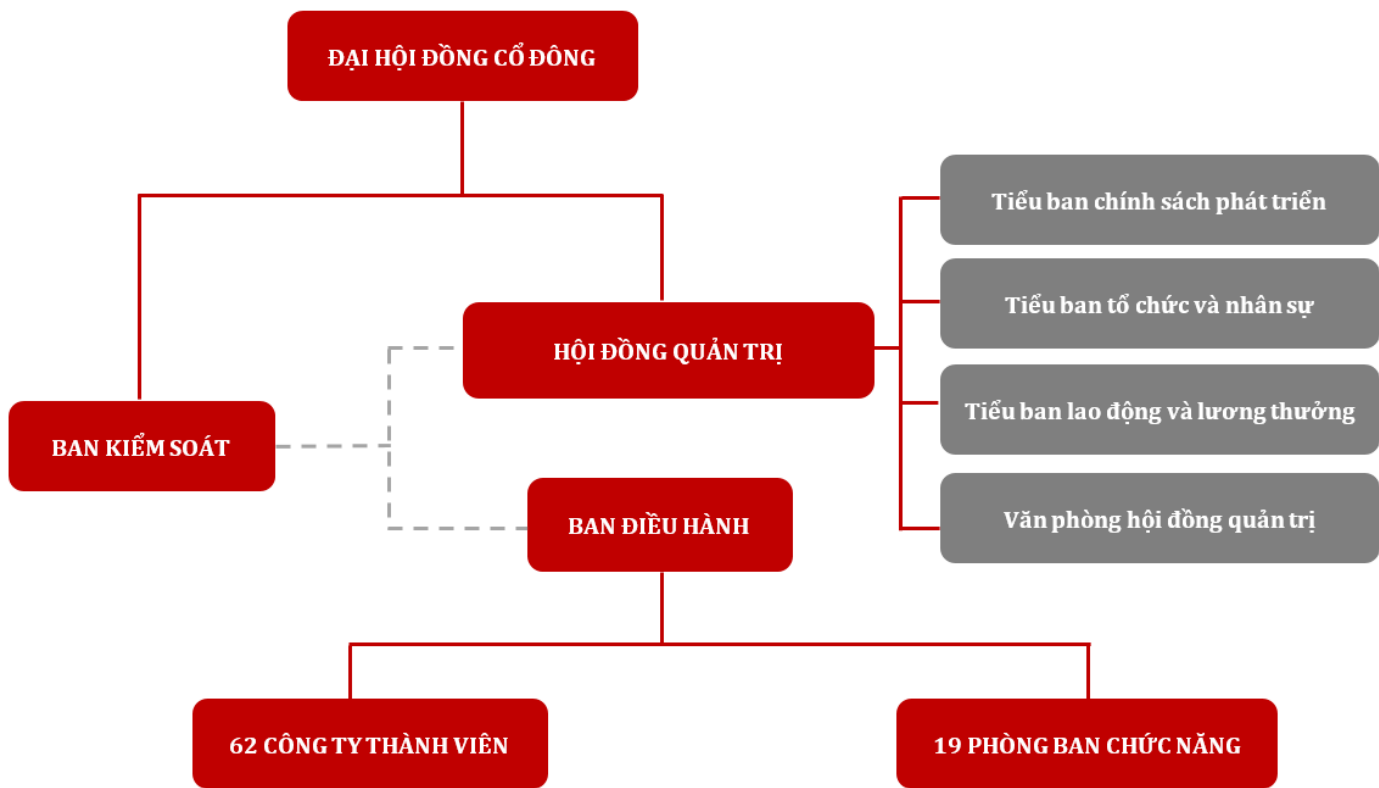 ĐẠI HỘI ĐỒNG CỔ ĐÔNG
Tiểu ban chính sách phát triển
Tiểu ban tổ chức và nhân sự
HỘI ĐỒNG QUẢN TRỊ
Tiểu ban lao động và lương thưởng
BAN KIỂM SOÁT
BAN ĐIỀU HÀNH
Văn phòng hội đồng quản trị
62 CÔNG TY THÀNH VIÊN
19 PHÒNG BAN CHỨC NĂNG